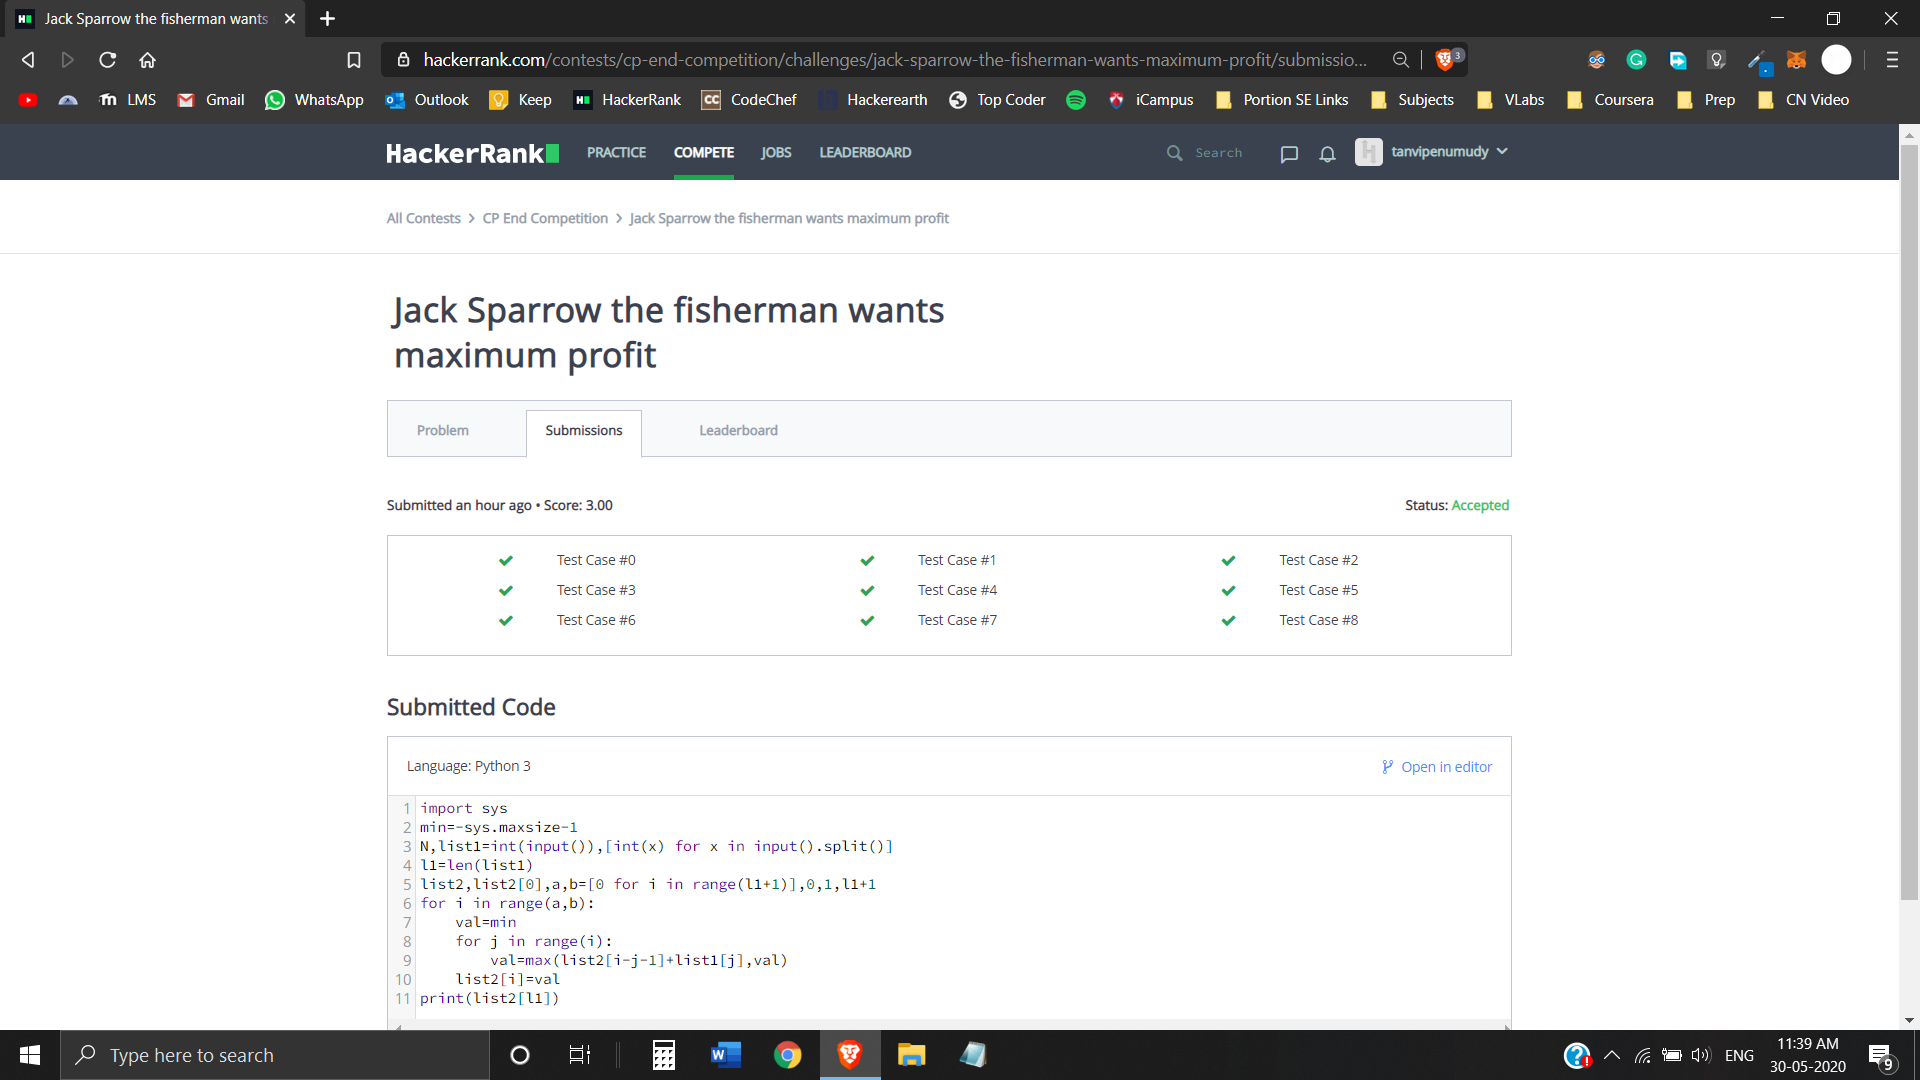 Jack Sparrow the fisherman wants
hackerrank.com/contests/cp-end-competition/challenges/jack-sparrow-the-fisherman-wants-maximum-profit/submissio... 3
LMS Gmail WhatsApp Outlook Keep HackerRank CodeChef Hackerearth Top Coder iCampus Portion SE Links Subjects VLabs Coursera Prep CN Video
HackerRank PRACTICE COMPETE JOBS LEADERBOARD Search tanvipenumudy
All Contests > CP End Competition > Jack Sparrow the fisherman wants maximum profit
Jack Sparrow the fisherman wants
maximum profit
Problem Submissions Leaderboard
Submitted an hour ago • Score: 3.00 Status: Accepted
Test Case #0 Test Case #1 Test Case #2
Test Case #3 Test Case #4 Test Case #5
Test Case #6 Test Case #7 Test Case #8
Submitted Code
Language: Python 3 Open in editor
1 import sys
2 min=-sys.maxsize-1
3 N,list1=int(input()),[int(x) for x in input().split()]
4 l1=len(list1)
5 list2,list2[0],a,b=[0 for i in range(l1+1)],0,1,l1+1
6 for i in range(a,b):
7     val=min
8     for j in range(i):
9         val=max(list2[i-j-1]+list1[j],val)
10     list2[i]=val
11 print(list2[l1])
Type here to search ENG 11:39 AM
30-05-2020 9